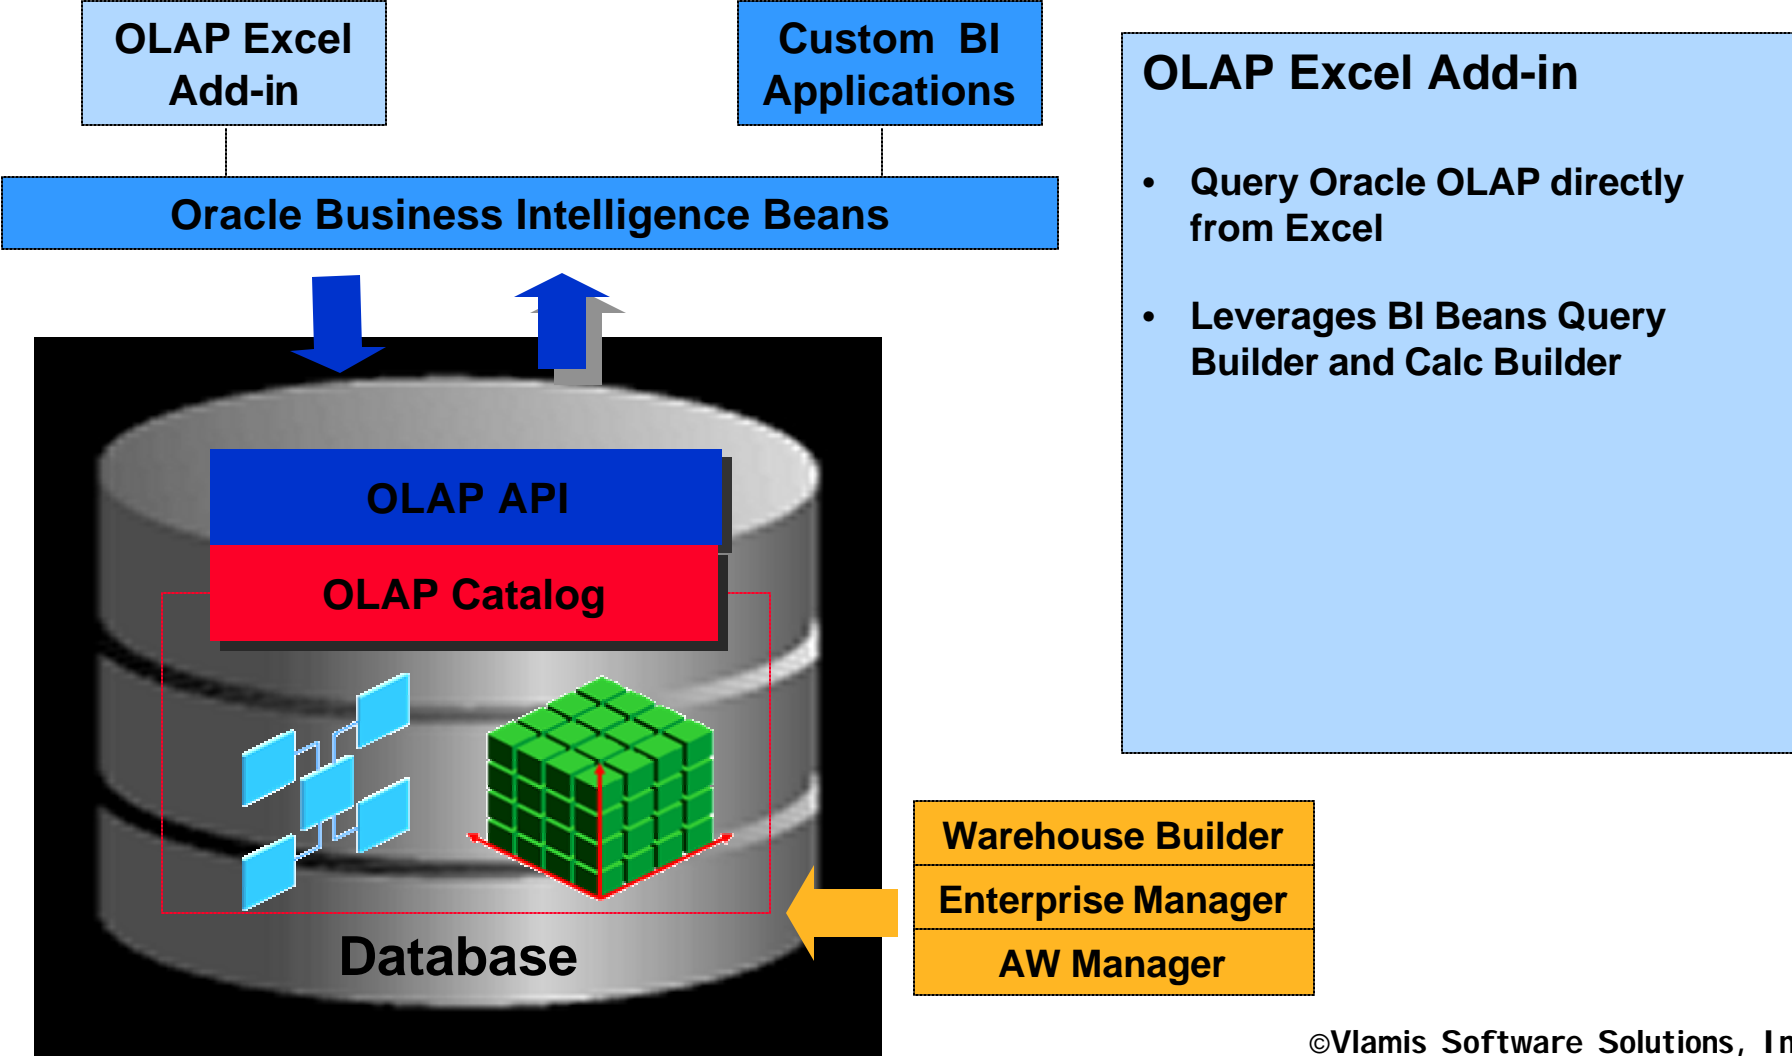 OLAP Excel
Add-in
Custom BI
Applications
Oracle Business Intelligence Beans
OLAP API
OLAP Catalog
Database
OLAP Excel Add-in
• Query Oracle OLAP directly
from Excel
• Leverages BI Beans Query
Builder and Calc Builder
Warehouse Builder
Enterprise Manager
AW Manager
©Vlamis Software Solutions, In